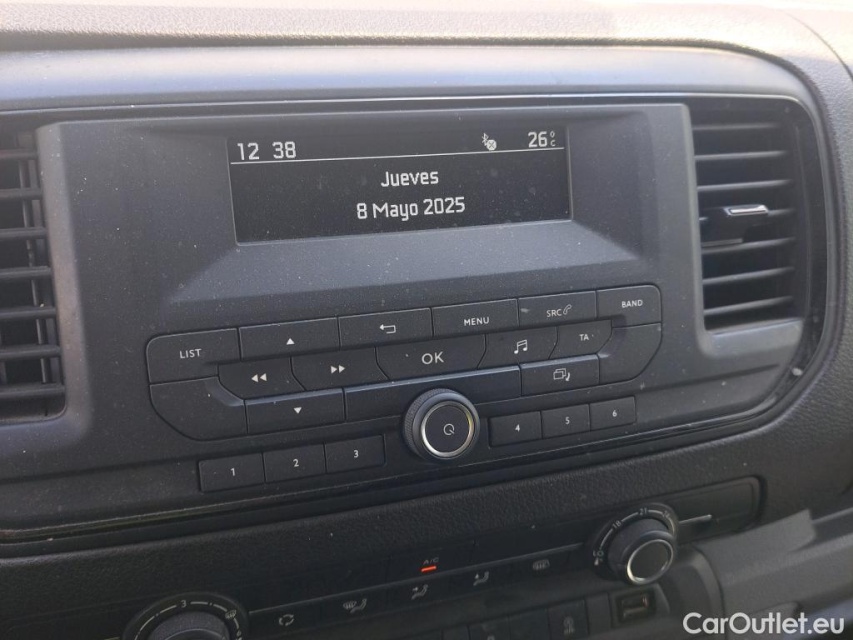 12 38 26°C
Jueves
8 Mayo 2025
LIST MENU SRC BAND
OK TA
1 2 3 4 5 6
A/C
3
CarOutlet.eu